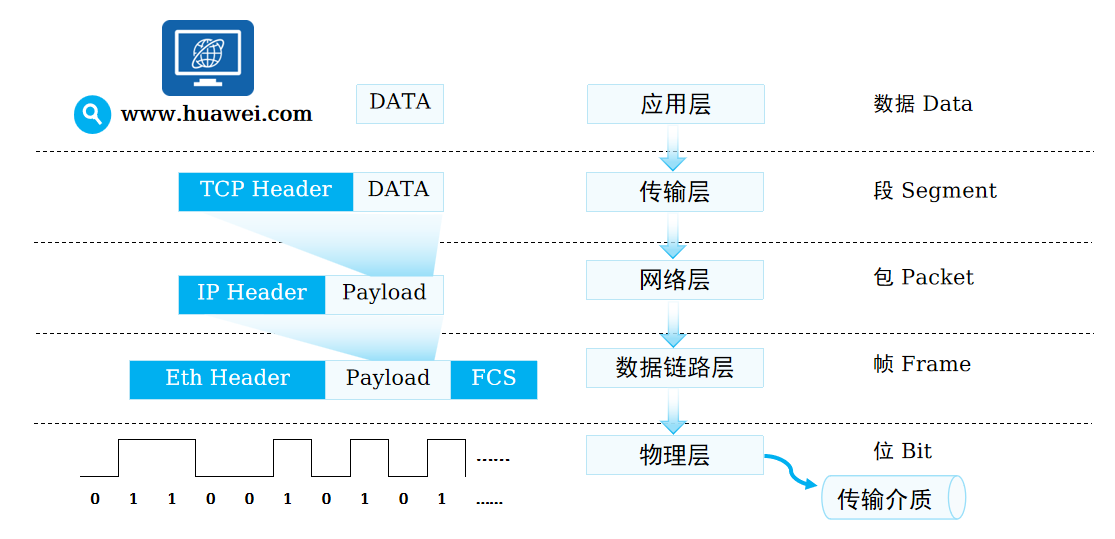 www.huawei.com
DATA
应用层
数据 Data
TCP Header
DATA
传输层
段 Segment
IP Header
Payload
网络层
包 Packet
Eth Header
Payload
FCS
数据链路层
帧 Frame
......
物理层
位 Bit
0 1 1 0 0 1 0 1 0 1 ......
传输介质